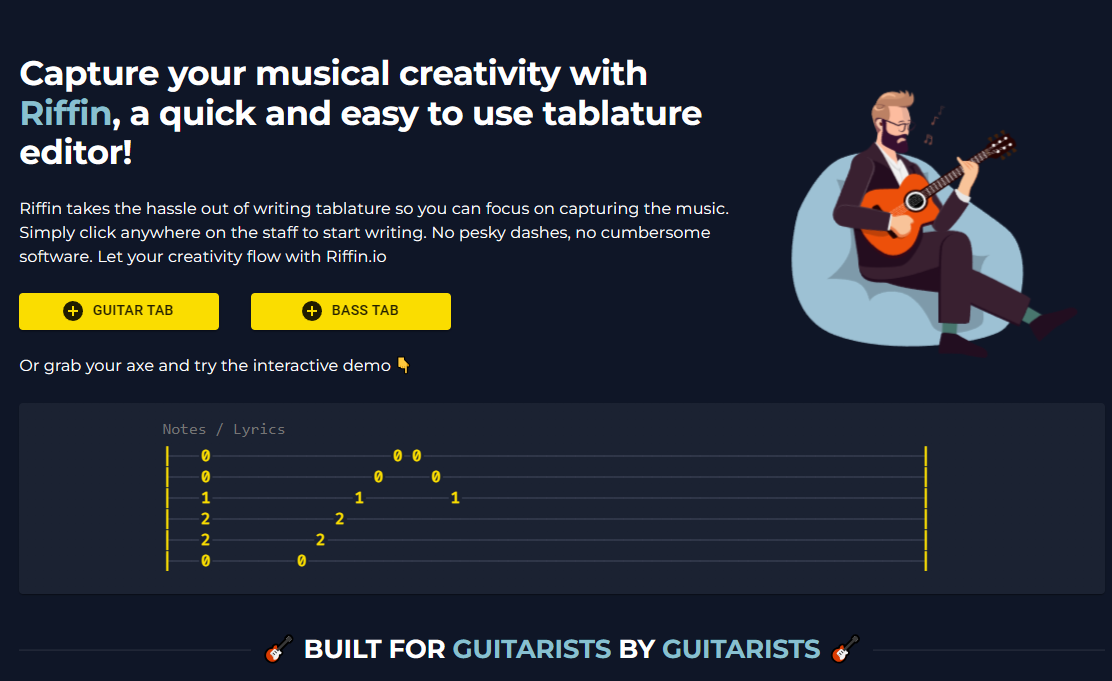 Capture your musical creativity with
Riffin, a quick and easy to use tablature
editor!
Riffin takes the hassle out of writing tablature so you can focus on capturing the music.
Simply click anywhere on the staff to start writing. No pesky dashes, no cumbersome
software. Let your creativity flow with Riffin.io
GUITAR TAB BASS TAB
Or grab your axe and try the interactive demo 👇
Notes / Lyrics
0 0 0
0 0 0
1 1 1
2 2
2 2
0 0
🎸 BUILT FOR GUITARISTS BY GUITARISTS 🎸